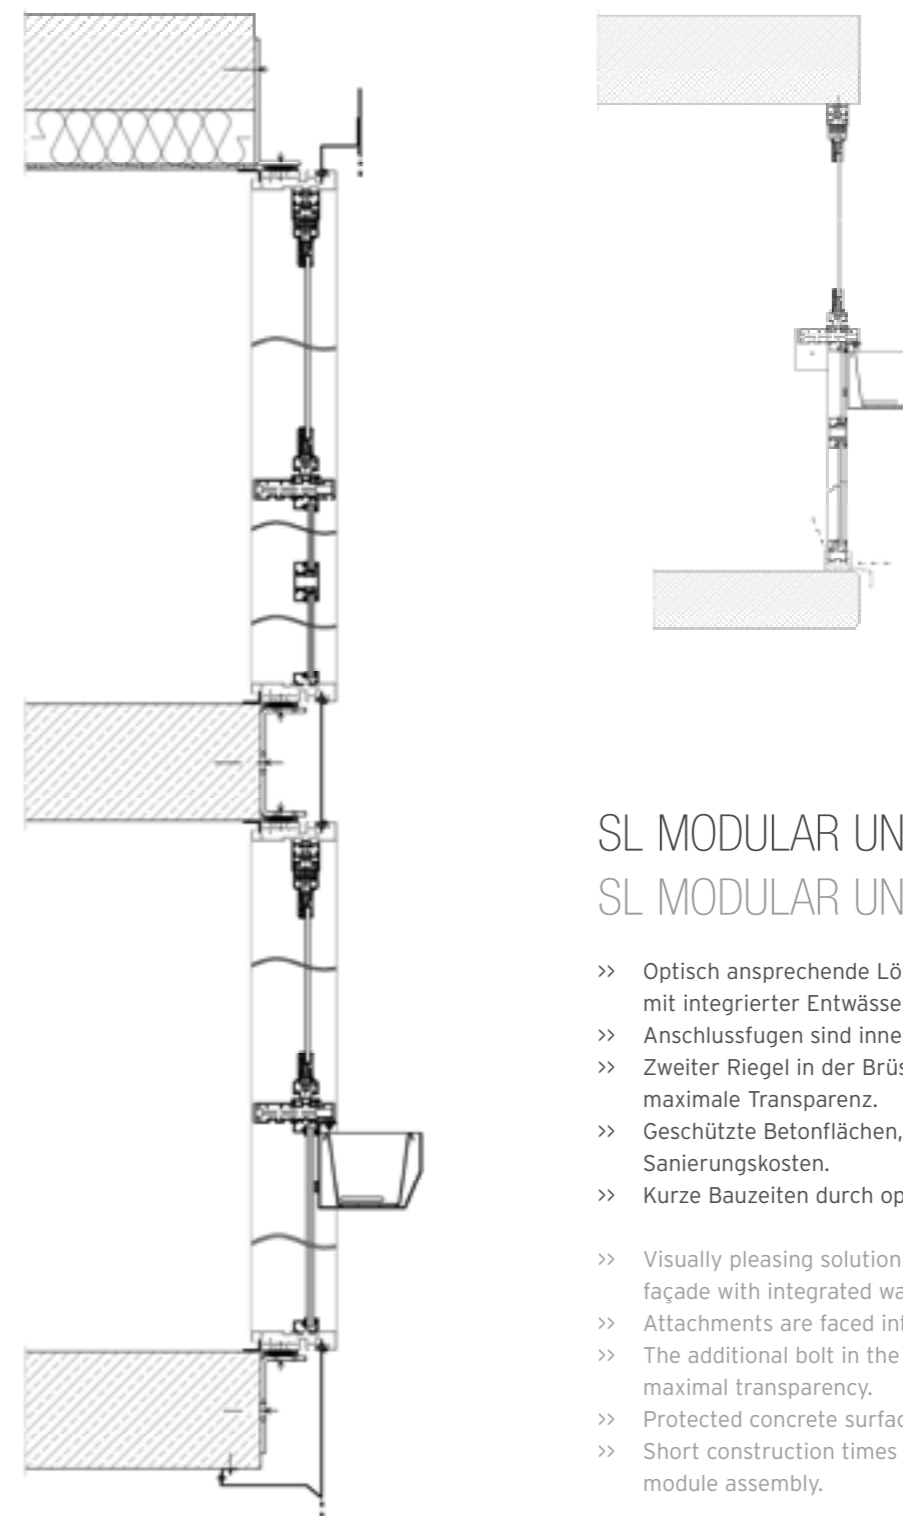 SL MODULAR UN
SL MODULAR UN
>> Optisch ansprechende Lö
mit integrierter Entwässe
>> Anschlussfugen sind inne
>> Zweiter Riegel in der Brüs
maximale Transparenz.
>> Geschützte Betonflächen,
Sanierungskosten.
>> Kurze Bauzeiten durch op
>> Visually pleasing solution
façade with integrated wa
>> Attachments are faced int
>> The additional bolt in the
maximal transparency.
>> Protected concrete surfac
>> Short construction times
module assembly.